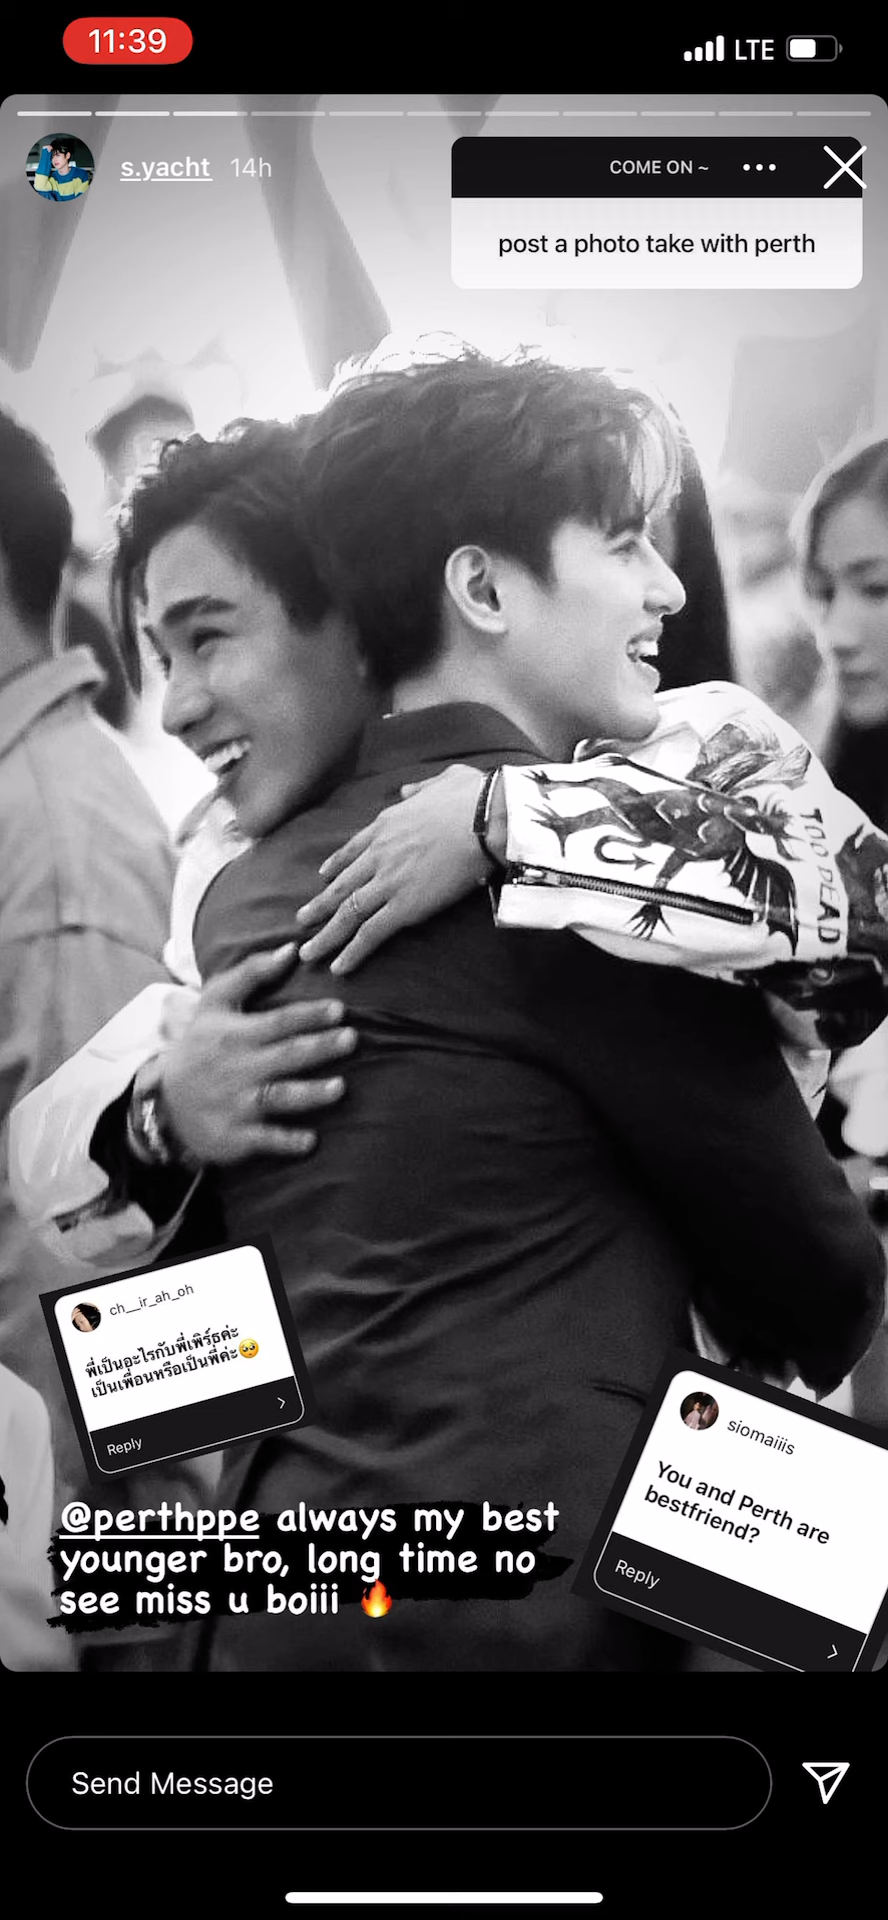 11:39
LTE
s.yacht 14h
COME ON ~
post a photo take with perth
TOO DEAD
ch__ir_ah_oh
พี่เป็นอะไรกับพี่เพิร์ธค่ะ
เป็นเพื่อนหรือเป็นพี่ค่ะ🥺
Reply
siomaiiis
You and Perth are
bestfriend?
Reply
@perthppe always my best
younger bro, long time no
see miss u boiii 🔥
Send Message